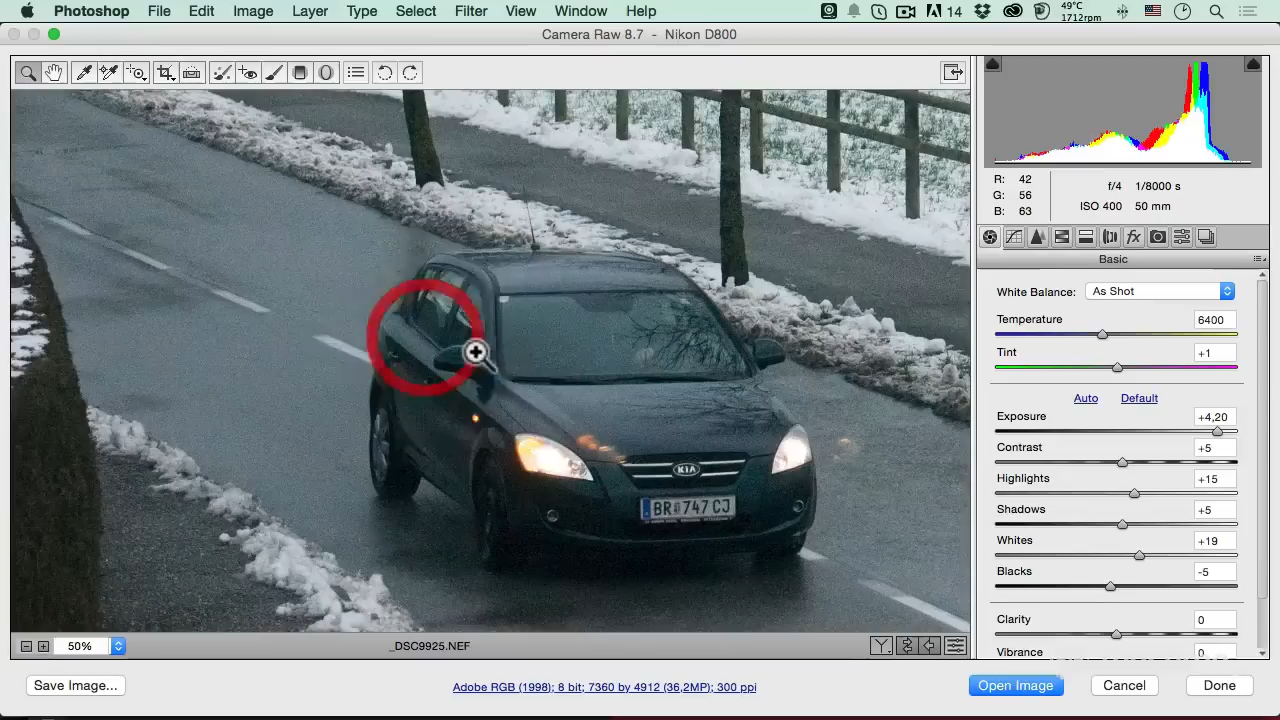 Photoshop File Edit Image Layer Type Select Filter View Window Help 14 49°C 1712rpm
Camera Raw 8.7 - Nikon D800
R: 42
G: 56
B: 63
f/4 1/8000 s
ISO 400 50 mm
Basic
White Balance: As Shot
Temperature 6400
Tint +1
Auto Default
Exposure +4,20
Contrast +5
Highlights +15
Shadows +5
Whites +19
Blacks -5
Clarity 0
Vibrance 0
KIA
BR 747 CJ
50% _DSC9925.NEF
Save Image... Adobe RGB (1998); 8 bit; 7360 by 4912 (36,2MP); 300 ppi Open Image Cancel Done